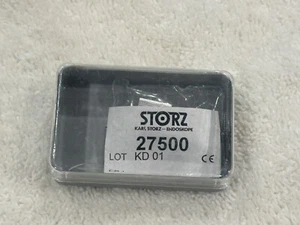 STORZ
KARL STORZ – ENDOSKOPE
27500
LOT KD 01 CE